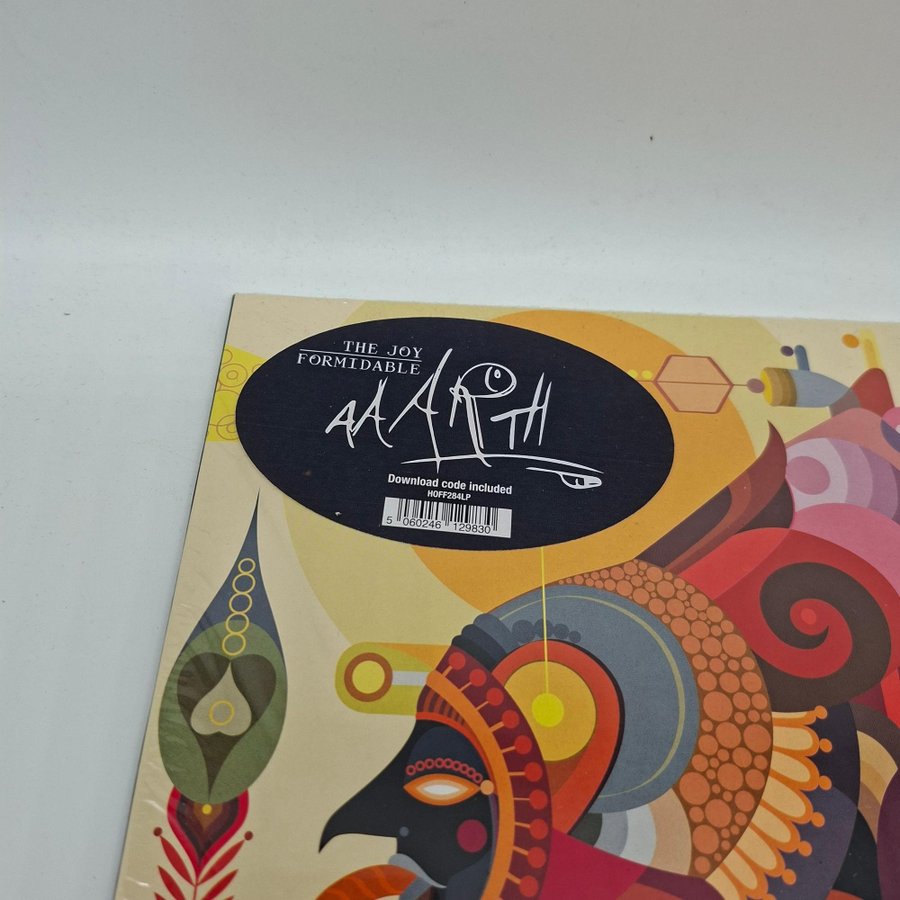 THE JOY
FORMIDABLE
AAARTH
Download code included
HOFF284LP
5 060246 129830